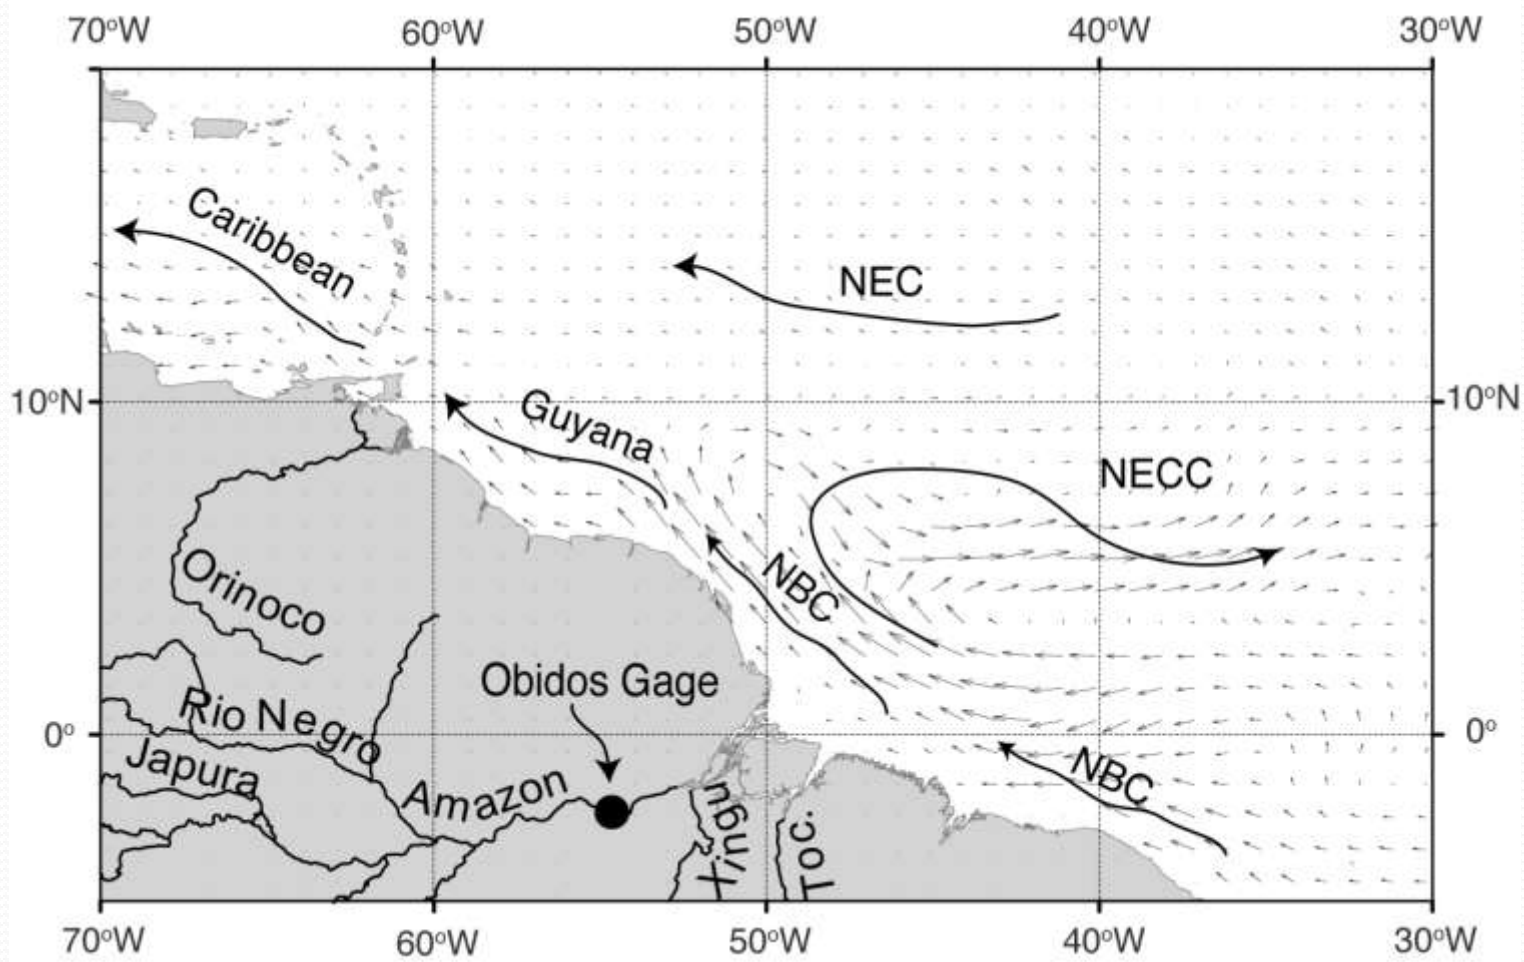 70°W 60°W 50°W 40°W 30°W
Caribbean
NEC
10°N 10°N
Guyana
NECC
Orinoco
NBC
Obidos Gage
Rio Negro
0° 0°
Japura
NBC
Amazon
Xingu
Toc.
70°W 60°W 50°W 40°W 30°W